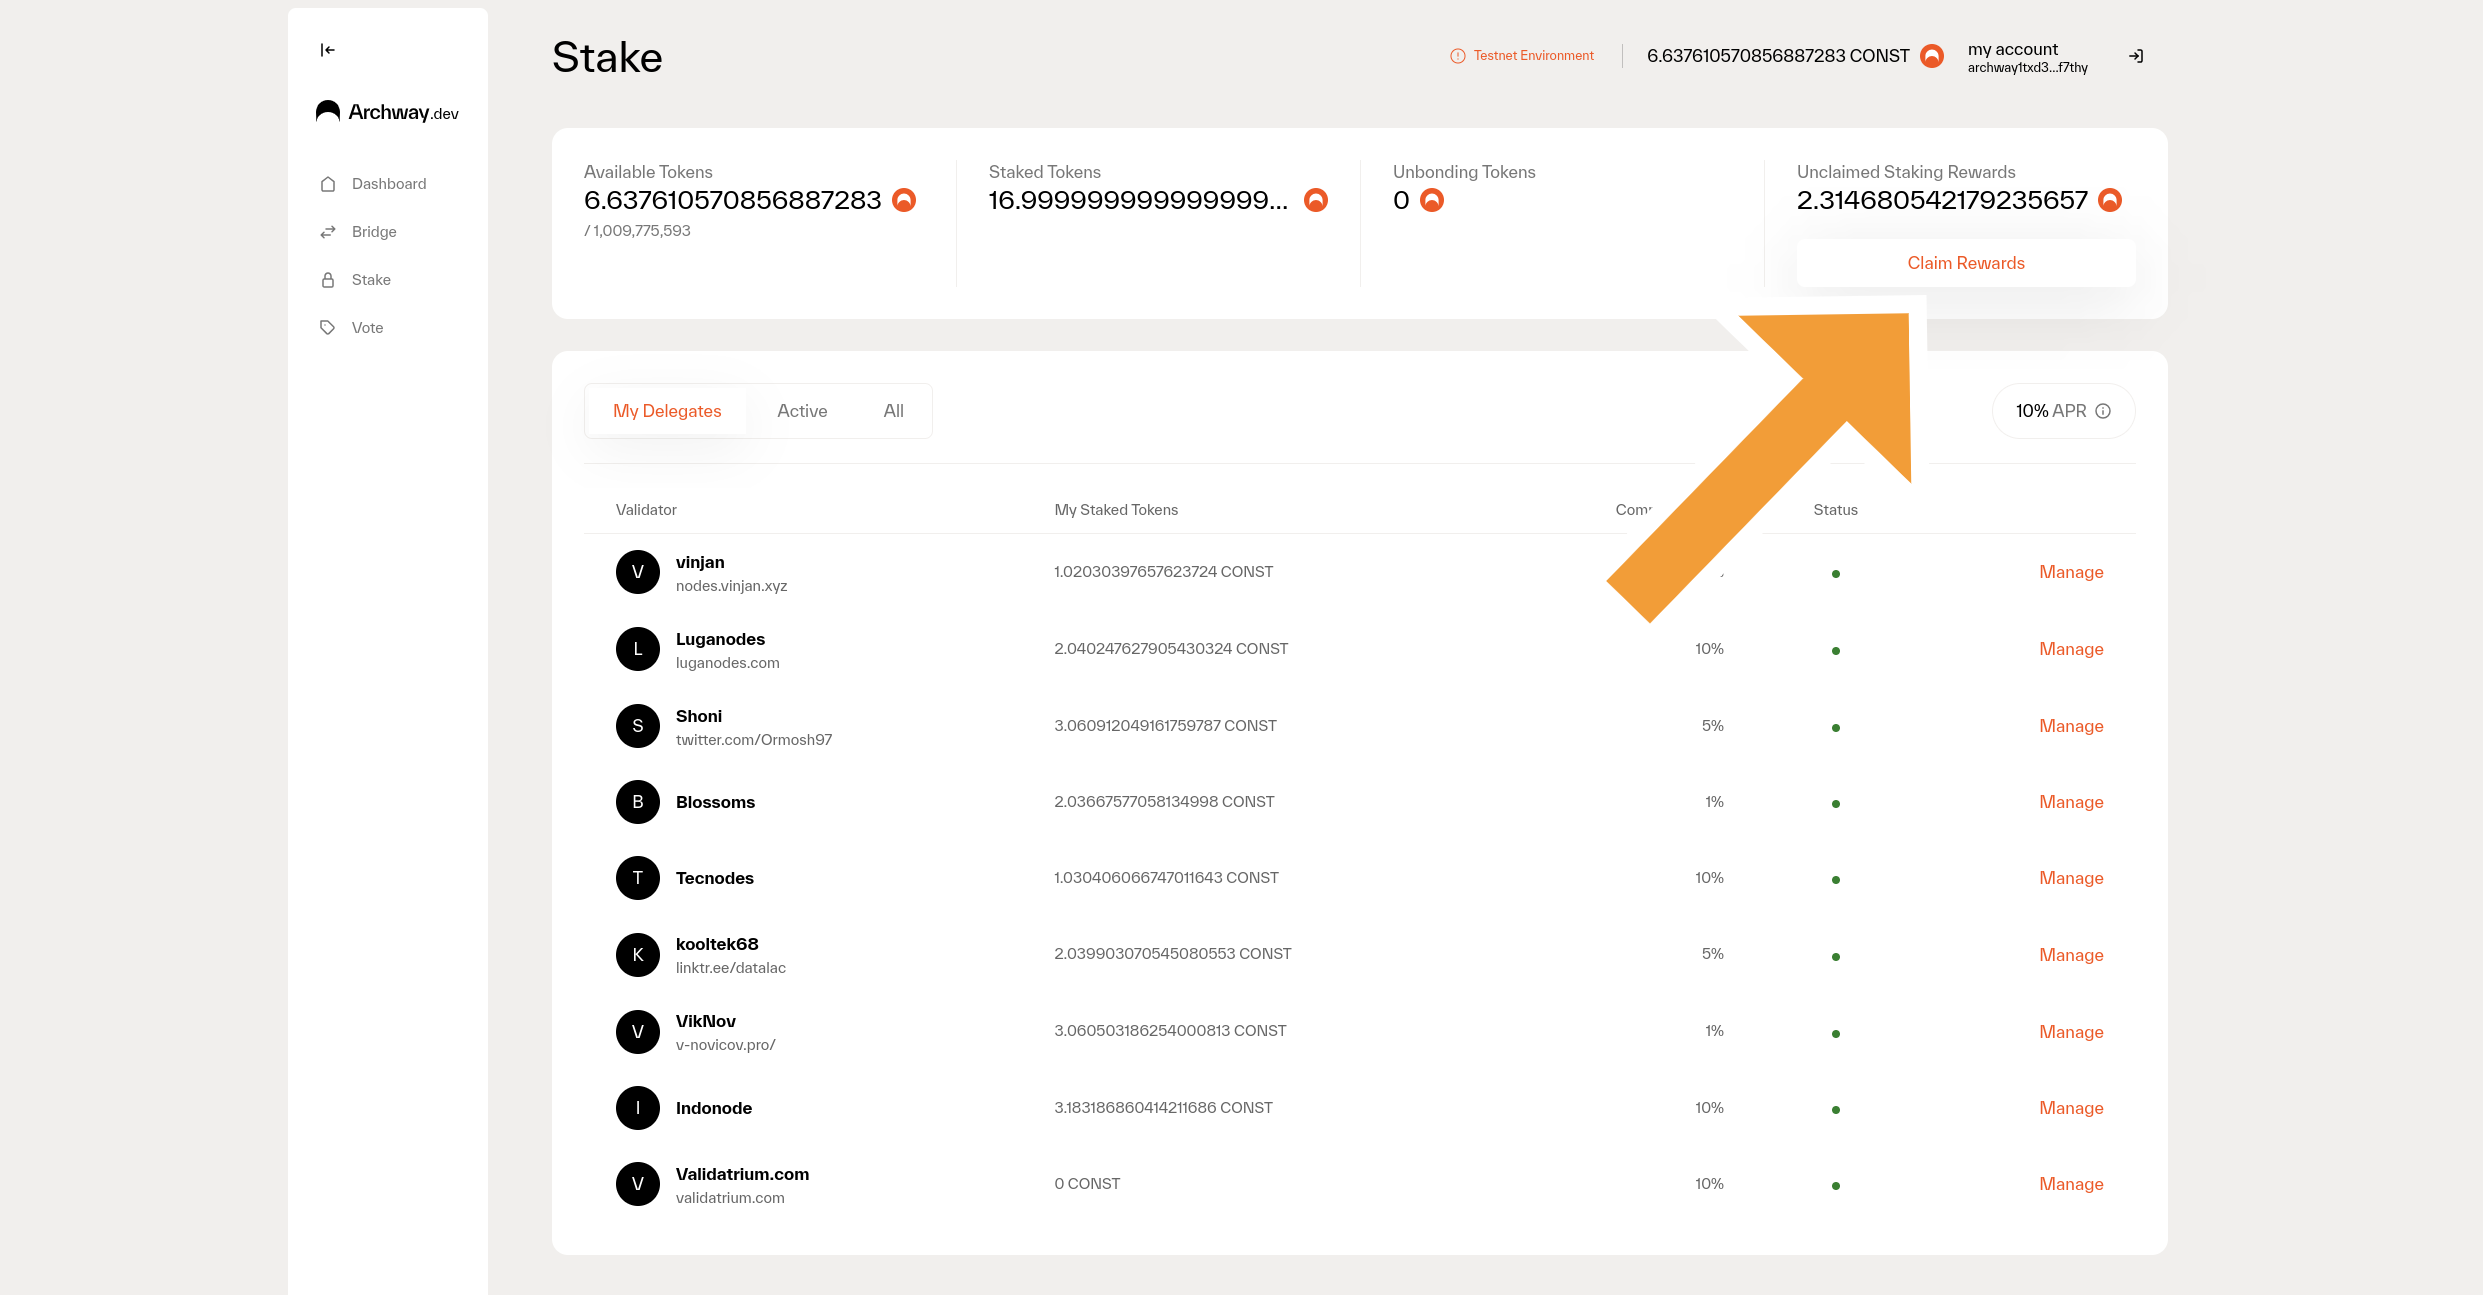 Archway.dev
Dashboard
Bridge
Stake
Vote
Stake
Testnet Environment
6.637610570856887283 CONST
my account
archway1txd3...f7thy
Available Tokens
6.637610570856887283
/ 1,009,775,593
Staked Tokens
16.999999999999999...
Unbonding Tokens
0
Unclaimed Staking Rewards
2.314680542179235657
Claim Rewards
My Delegates Active All
10% APR
Validator My Staked Tokens Status
V vinjan
nodes.vinjan.xyz
1.02030397657623724 CONST
Manage
L Luganodes
luganodes.com
2.040247627905430324 CONST
10%
Manage
S Shoni
twitter.com/Ormosh97
3.060912049161759787 CONST
5%
Manage
B Blossoms
2.03667577058134998 CONST
1%
Manage
T Tecnodes
1.030406066747011643 CONST
10%
Manage
K kooltek68
linktr.ee/datalac
2.039903070545080553 CONST
5%
Manage
V VikNov
v-novicov.pro/
3.060503186254000813 CONST
1%
Manage
I Indonode
3.183186860414211686 CONST
10%
Manage
V Validatrium.com
validatrium.com
0 CONST
10%
Manage